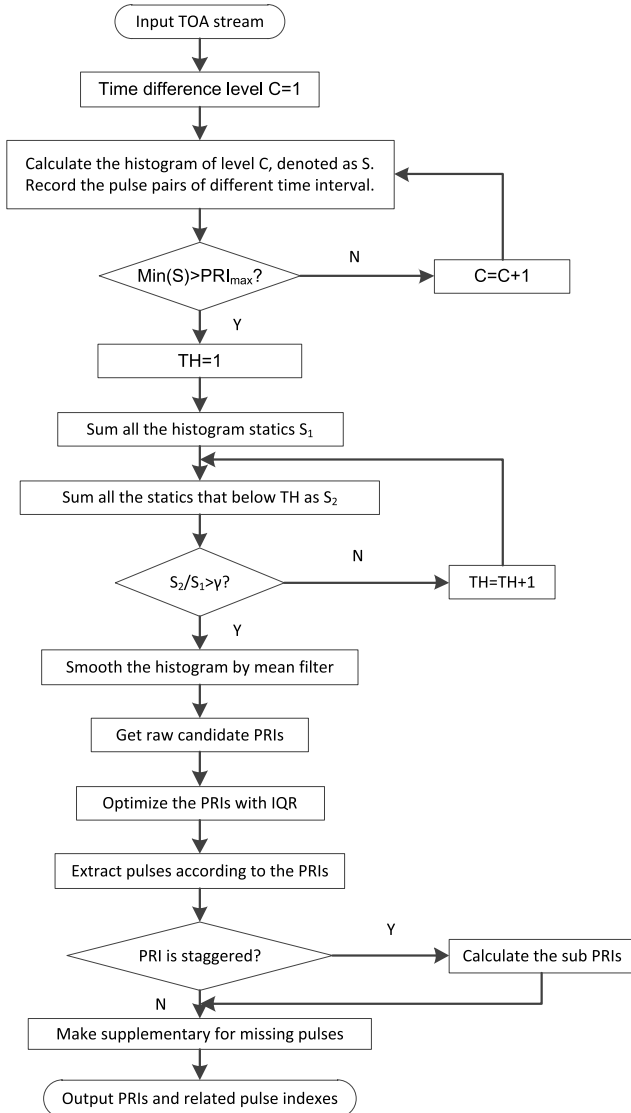 Input TOA stream
Time difference level C=1
Calculate the histogram of level C, denoted as S.
Record the pulse pairs of different time interval.
Min(S)>PRImax?
N
C=C+1
Y
TH=1
Sum all the histogram statics S1
Sum all the statics that below TH as S2
S2/S1>γ?
N
TH=TH+1
Y
Smooth the histogram by mean filter
Get raw candidate PRIs
Optimize the PRIs with IQR
Extract pulses according to the PRIs
PRI is staggered?
Y
Calculate the sub PRIs
N
Make supplementary for missing pulses
Output PRIs and related pulse indexes